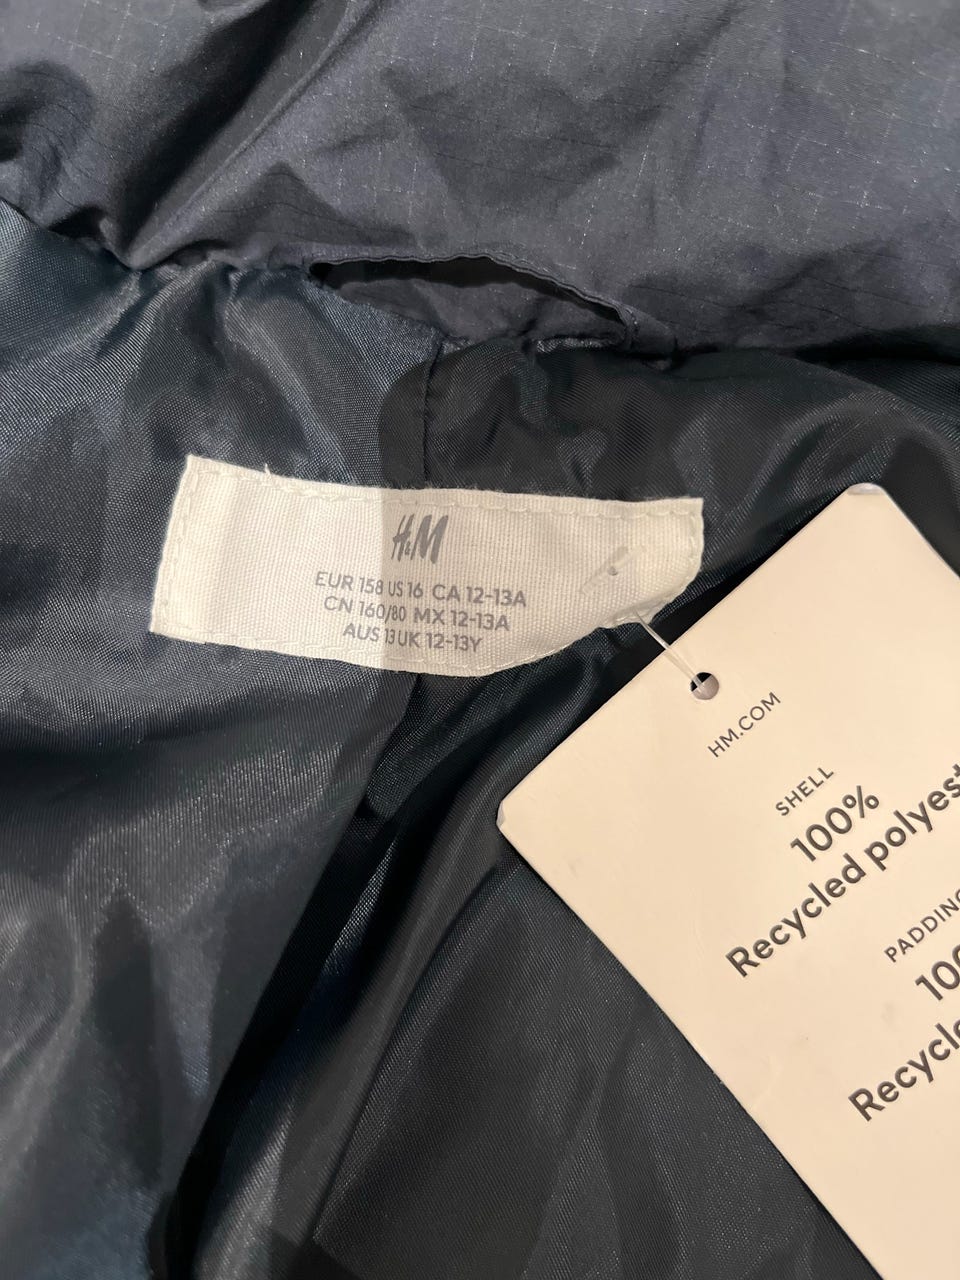 H&M
EUR 158 US 16 CA 12-13A
CN 160/80 MX 12-13A
AUS 13 UK 12-13Y
HM.COM
SHELL
100%
Recycled polyest
PADDING
100
Recycle